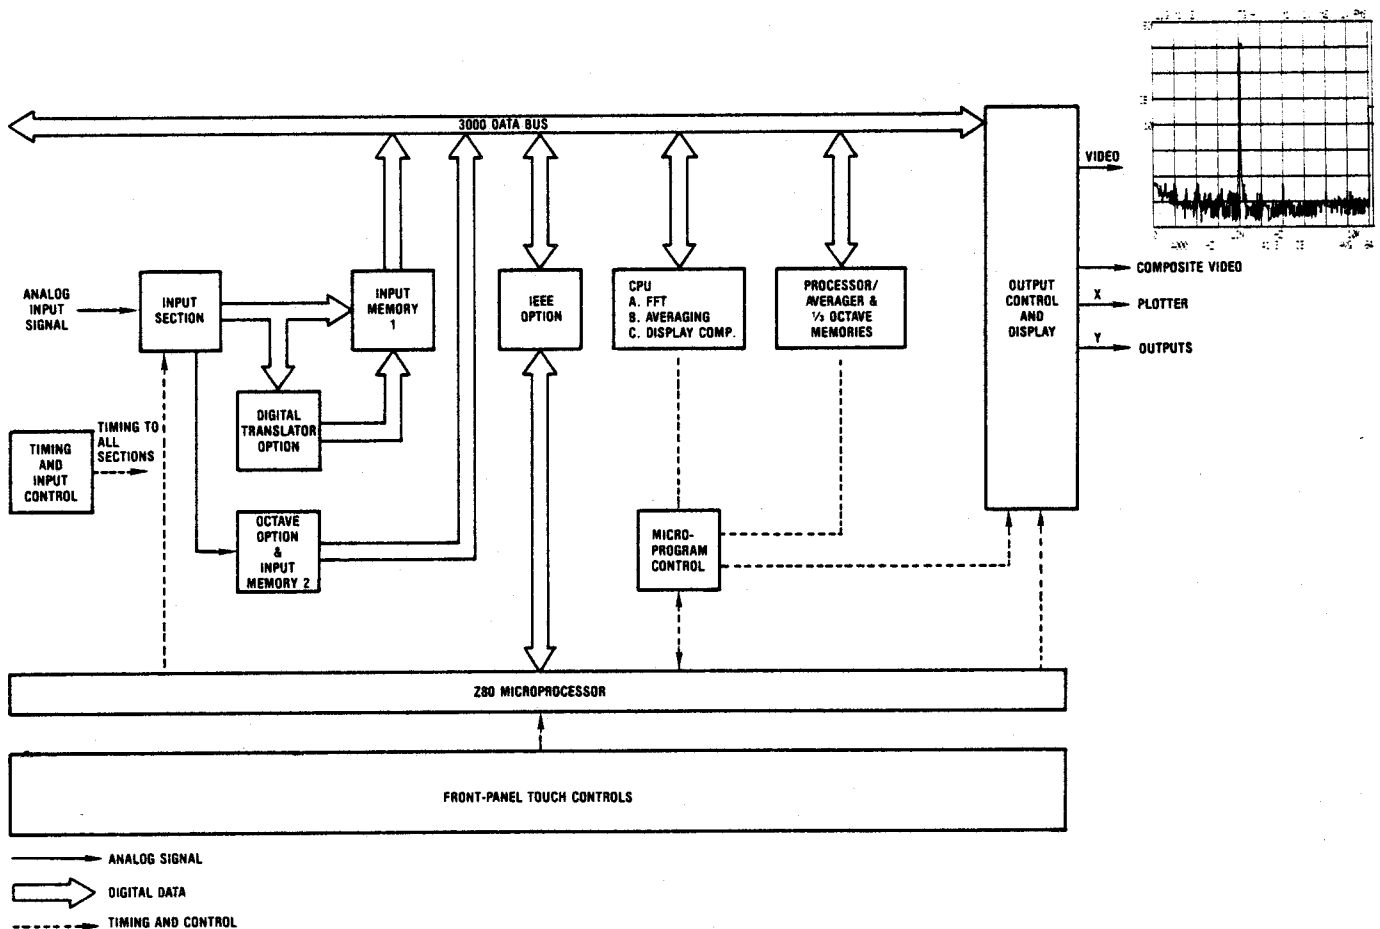 3000 DATA BUS
VIDEO
COMPOSITE VIDEO
X
PLOTTER
Y
OUTPUTS
OUTPUT
CONTROL
AND
DISPLAY
ANALOG
INPUT
SIGNAL
INPUT
SECTION
INPUT
MEMORY
1
IEEE
OPTION
CPU
A. FFT
B. AVERAGING
C. DISPLAY COMP.
PROCESSOR/
AVERAGER &
⅓ OCTAVE
MEMORIES
DIGITAL
TRANSLATOR
OPTION
TIMING
AND
INPUT
CONTROL
TIMING TO
ALL
SECTIONS
OCTAVE
OPTION
&
INPUT
MEMORY 2
MICRO-
PROGRAM
CONTROL
Z80 MICROPROCESSOR
FRONT-PANEL TOUCH CONTROLS
ANALOG SIGNAL
DIGITAL DATA
TIMING AND CONTROL